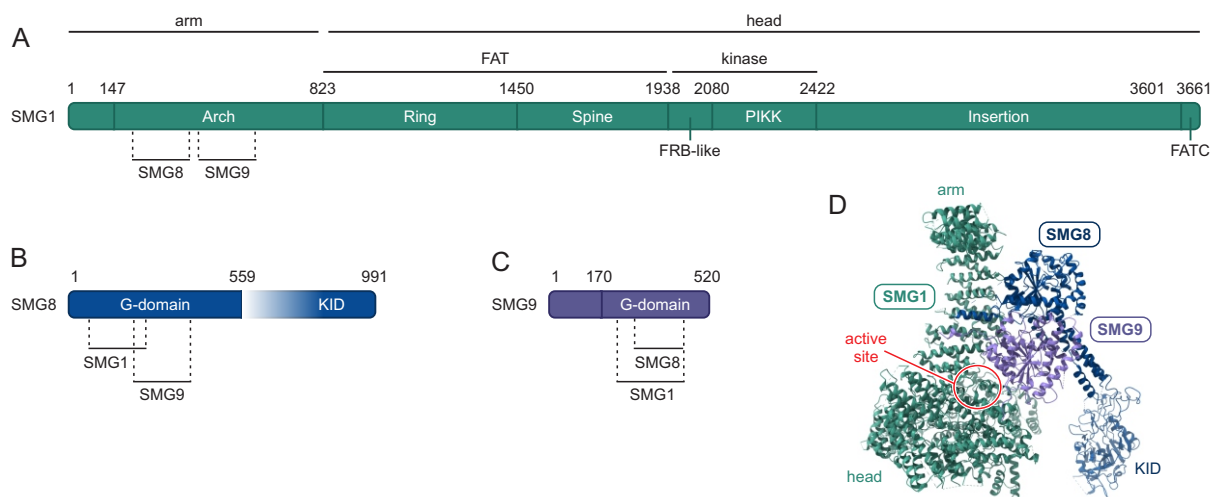 A
arm
head
FAT
kinase
1 147 823 1450 1938 2080 2422 3601 3661
SMG1
Arch
Ring
Spine
PIKK
Insertion
FRB-like
FATC
SMG8
SMG9
B
1 559 991
SMG8
G-domain
KID
SMG1
SMG9
C
1 170 520
SMG9
G-domain
SMG8
SMG1
D
arm
SMG8
SMG1
SMG9
active
site
head
KID